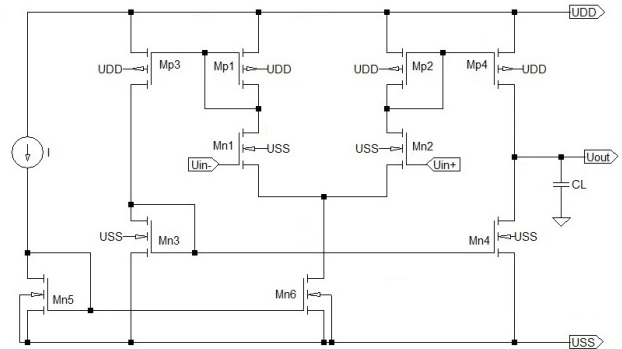 UDD
UDD Mp3 Mp1 UDD UDD Mp2 Mp4 UDD
Mn1 USS USS Mn2
I Uin- Uin+ Uout
CL
USS Mn3 Mn4 USS
Mn5 Mn6
USS